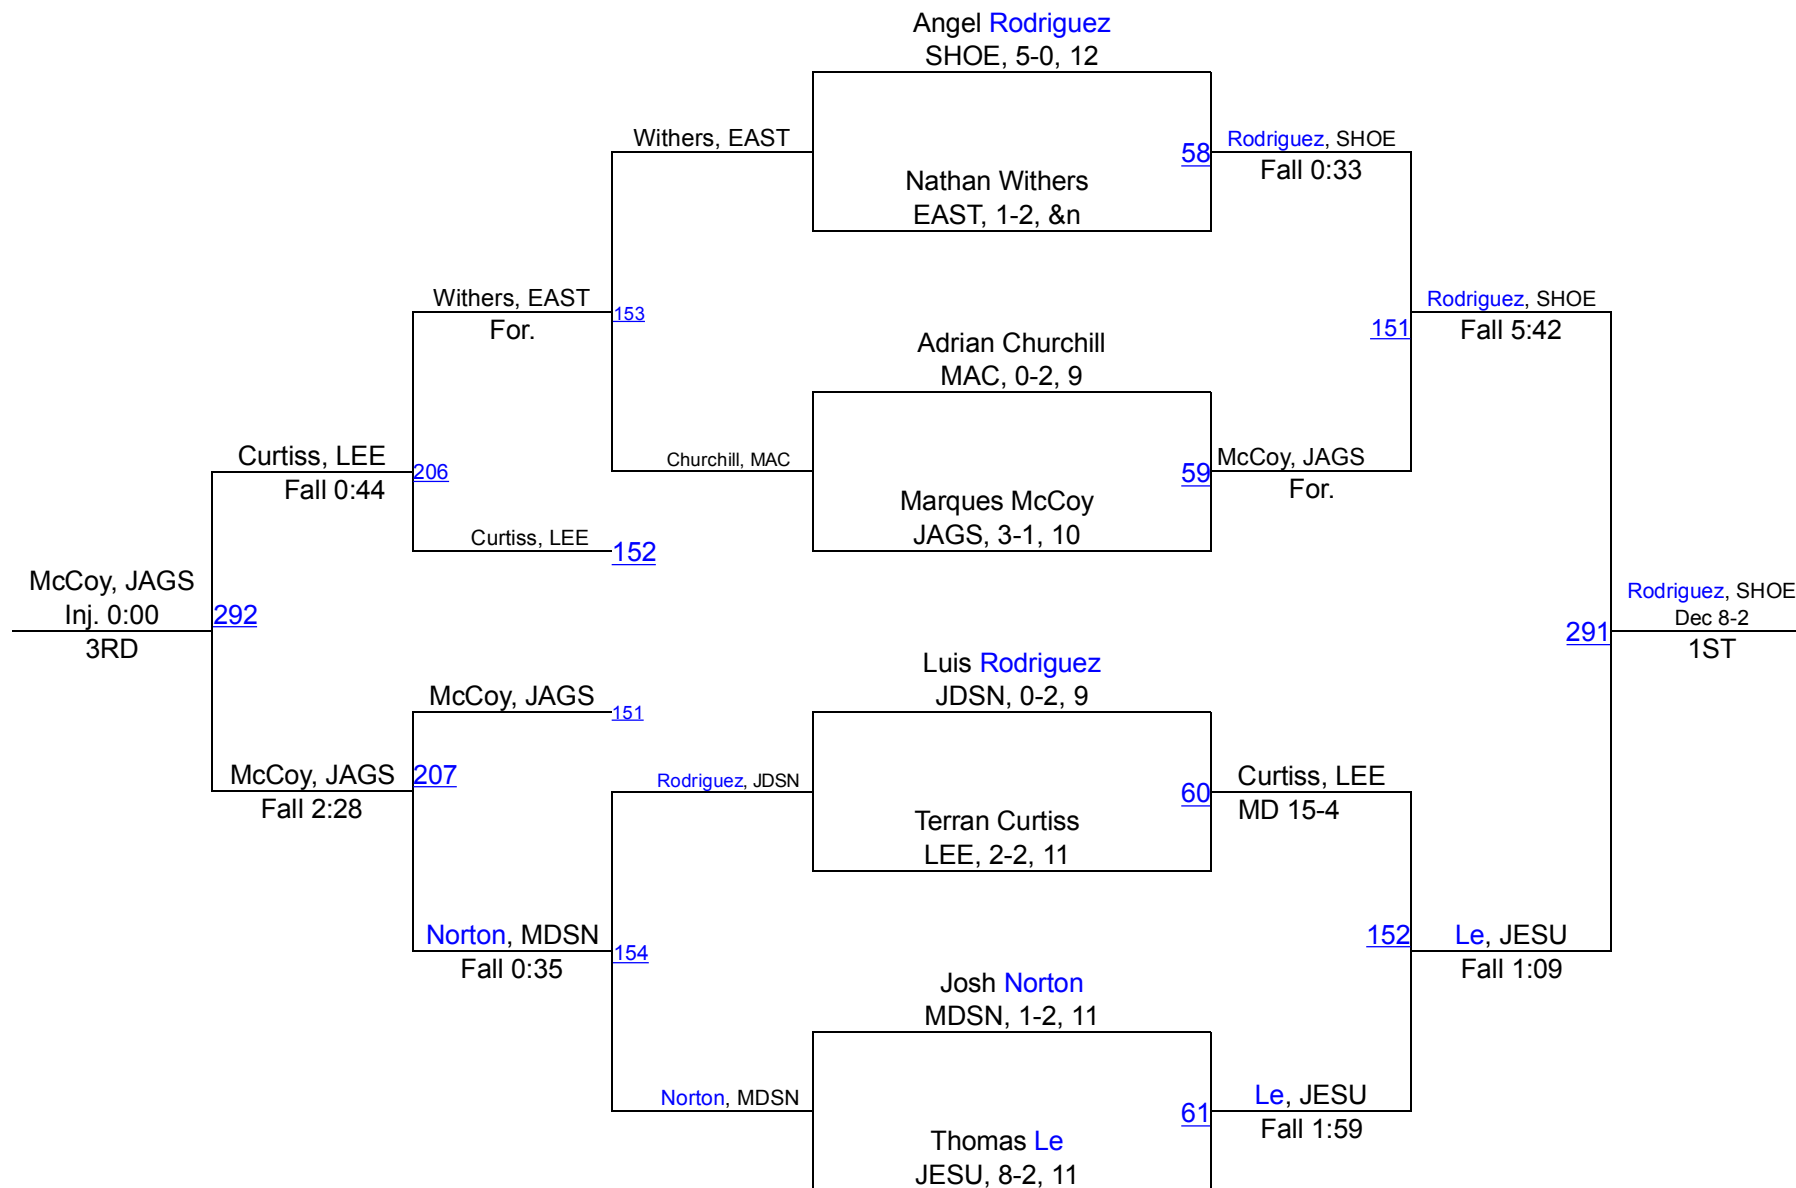 Angel Rodriguez
SHOE, 5-0, 12
Withers, EAST
58
Rodriguez, SHOE
Fall 0:33
Nathan Withers
EAST, 1-2, &n
Withers, EAST
For.
153
Rodriguez, SHOE
Fall 5:42
151
Adrian Churchill
MAC, 0-2, 9
Curtiss, LEE
Fall 0:44
206
Churchill, MAC
59
McCoy, JAGS
For.
Marques McCoy
JAGS, 3-1, 10
Curtiss, LEE
152
McCoy, JAGS
Inj. 0:00
3RD
292
Rodriguez, SHOE
Dec 8-2
1ST
291
Luis Rodriguez
JDSN, 0-2, 9
McCoy, JAGS
151
McCoy, JAGS
Fall 2:28
207
Rodriguez, JDSN
60
Curtiss, LEE
MD 15-4
Terran Curtiss
LEE, 2-2, 11
Norton, MDSN
Fall 0:35
154
152
Le, JESU
Fall 1:09
Josh Norton
MDSN, 1-2, 11
Norton, MDSN
61
Le, JESU
Fall 1:59
Thomas Le
JESU, 8-2, 11